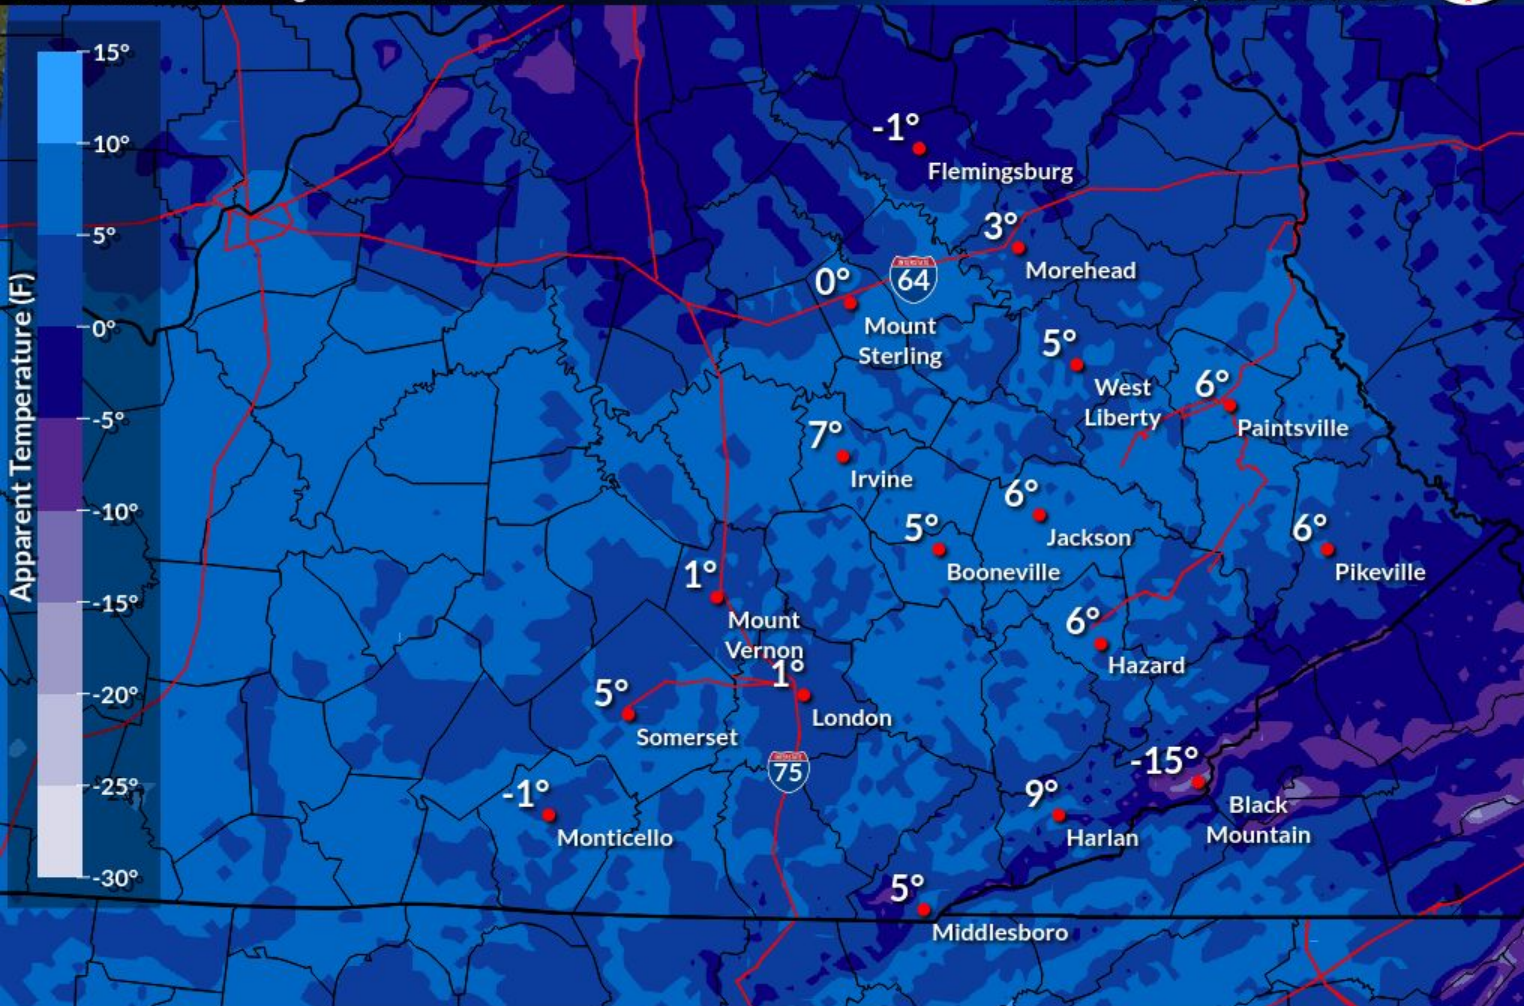 15°
10°
5°
0°
-5°
-10°
-15°
-20°
-25°
-30°
Apparent Temperature (F)
-1°
Flemingsburg
3°
Morehead
INTERSTATE
64
0°
Mount
Sterling
5°
West
Liberty
6°
Paintsville
7°
Irvine
6°
Jackson
5°
Booneville
6°
Pikeville
1°
Mount
Vernon
6°
Hazard
1°
London
5°
Somerset
INTERSTATE
75
-15°
Black
Mountain
-1°
Monticello
9°
Harlan
5°
Middlesboro